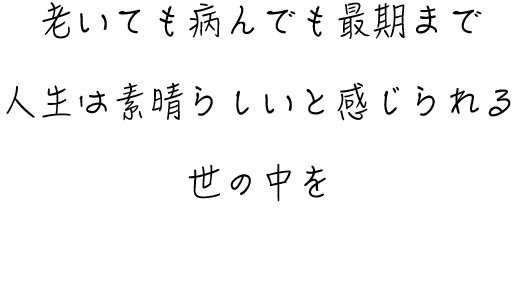 老いても病んでも最期まで
人生は素晴らしいと感じられる
世の中を